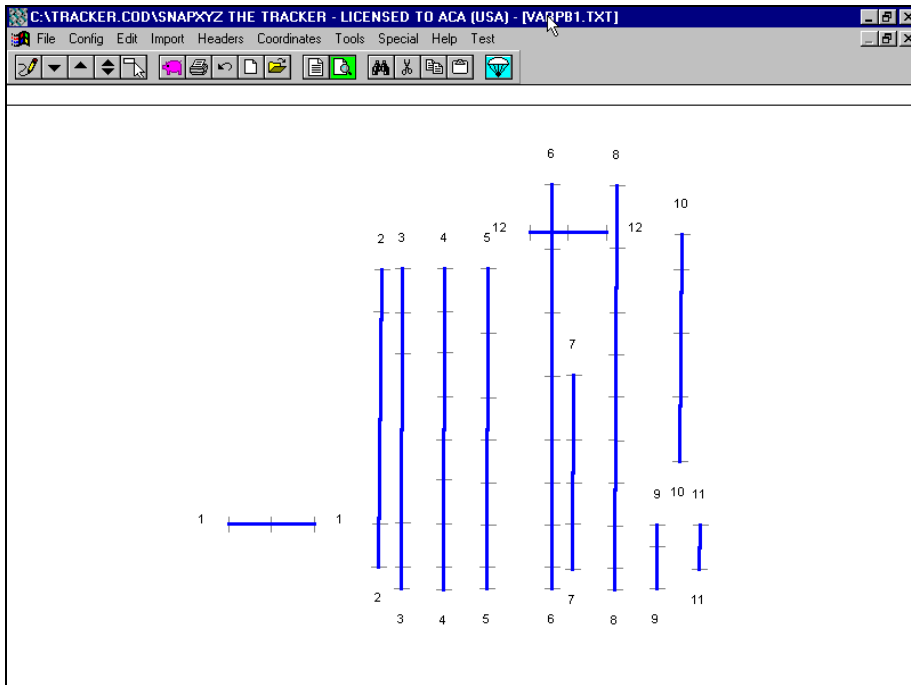 C:\TRACKER.COD\SNAPXYZ THE TRACKER - LICENSED TO ACA (USA) - [VARPB1.TXT]
File Config Edit Import Headers Coordinates Tools Special Help Test
6 8
10
12 12
2 3 4 5
7
9 10 11
1 1
2 7 11
3 4 5 6 8 9